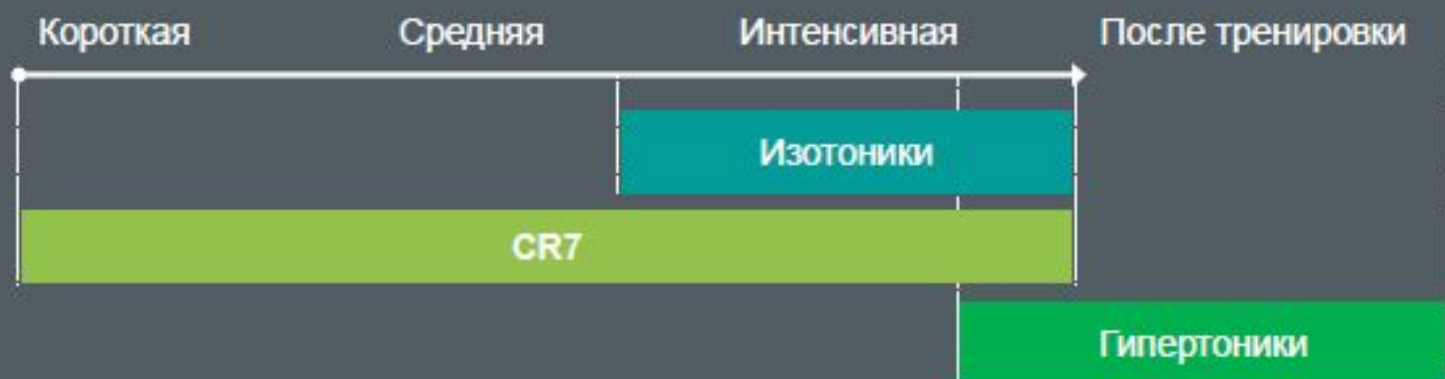 Короткая Средняя Интенсивная После тренировки
Изотоники
CR7
Гипертоники